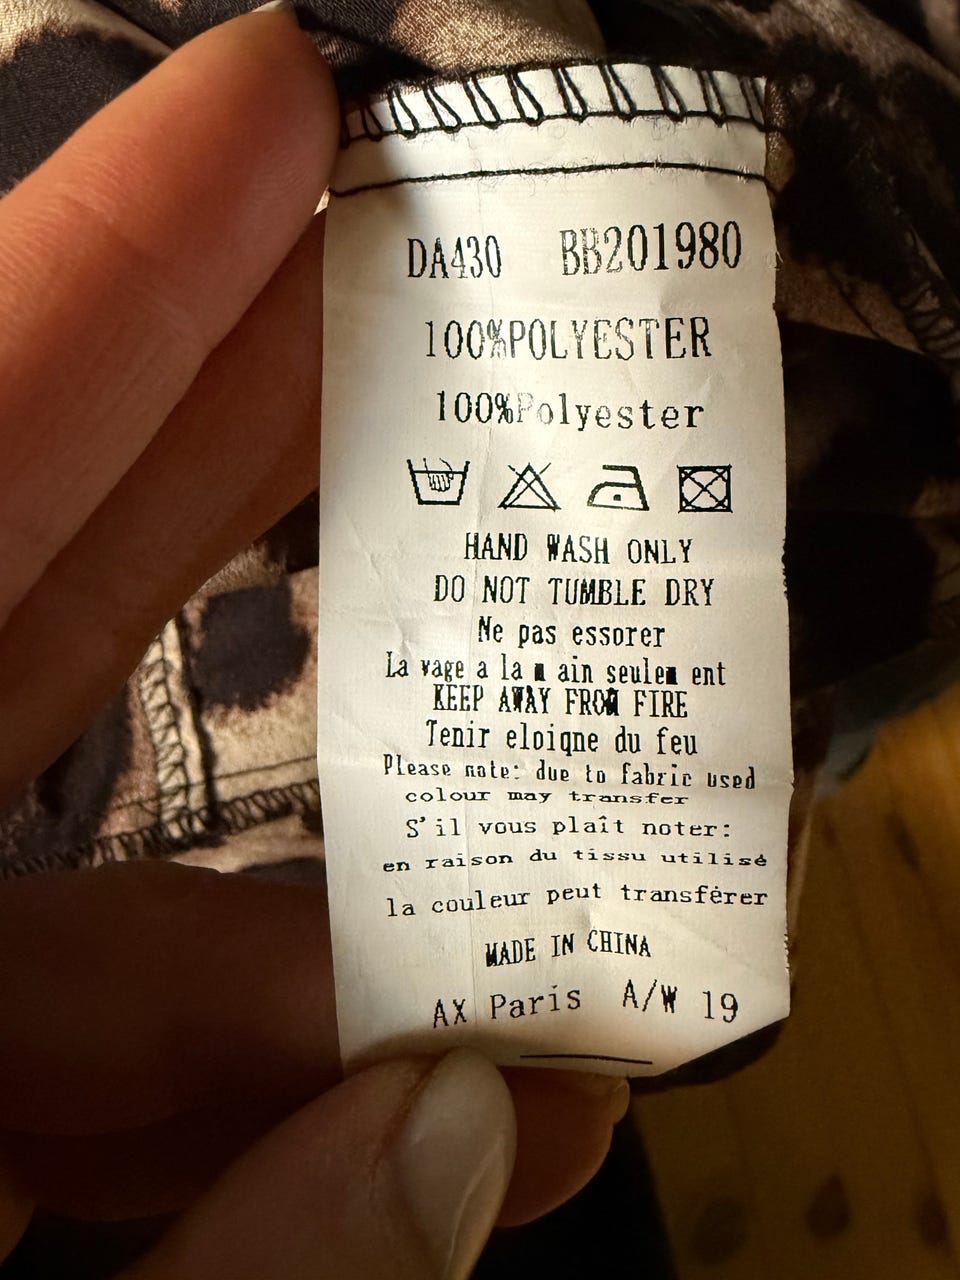 DA430 BB201980
100%POLYESTER
100%Polyester
HAND WASH ONLY
DO NOT TUMBLE DRY
Ne pas essorer
La vage a la m ain seulem ent
KEEP AWAY FROM FIRE
Tenir eloiqne du feu
Please note: due to fabric used
colour may transfer
S'il vous plaît noter:
en raison du tissu utilisé
la couleur peut transférer
MADE IN CHINA
AX Paris A/W 19